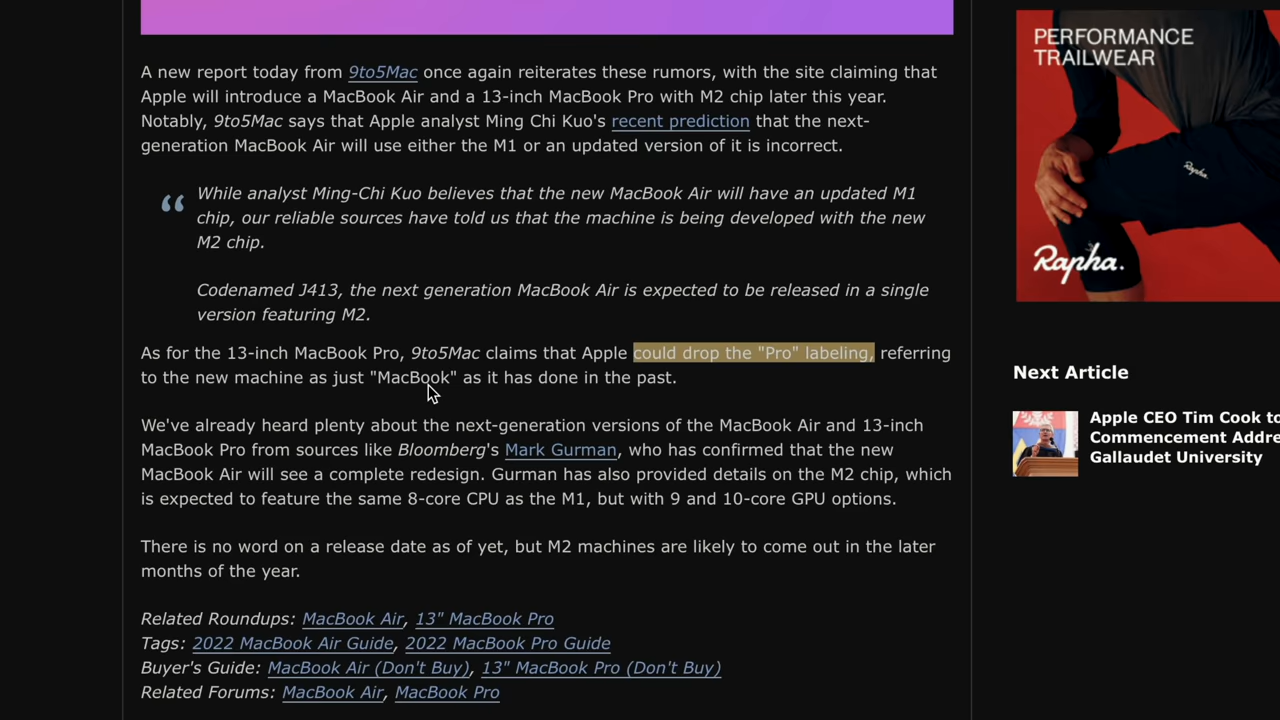 A new report today from 9to5Mac once again reiterates these rumors, with the site claiming that
Apple will introduce a MacBook Air and a 13-inch MacBook Pro with M2 chip later this year.
Notably, 9to5Mac says that Apple analyst Ming Chi Kuo's recent prediction that the next-
generation MacBook Air will use either the M1 or an updated version of it is incorrect.
“
While analyst Ming-Chi Kuo believes that the new MacBook Air will have an updated M1
chip, our reliable sources have told us that the machine is being developed with the new
M2 chip.
Codenamed J413, the next generation MacBook Air is expected to be released in a single
version featuring M2.
As for the 13-inch MacBook Pro, 9to5Mac claims that Apple could drop the "Pro" labeling, referring
to the new machine as just "MacBook" as it has done in the past.
We've already heard plenty about the next-generation versions of the MacBook Air and 13-inch
MacBook Pro from sources like Bloomberg's Mark Gurman, who has confirmed that the new
MacBook Air will see a complete redesign. Gurman has also provided details on the M2 chip, which
is expected to feature the same 8-core CPU as the M1, but with 9 and 10-core GPU options.
There is no word on a release date as of yet, but M2 machines are likely to come out in the later
months of the year.
Related Roundups: MacBook Air, 13" MacBook Pro
Tags: 2022 MacBook Air Guide, 2022 MacBook Pro Guide
Buyer's Guide: MacBook Air (Don't Buy), 13" MacBook Pro (Don't Buy)
Related Forums: MacBook Air, MacBook Pro
PERFORMANCE
TRAILWEAR
Rapha.
Rapha.
Next Article
Apple CEO Tim Cook to
Commencement Addre
Gallaudet University